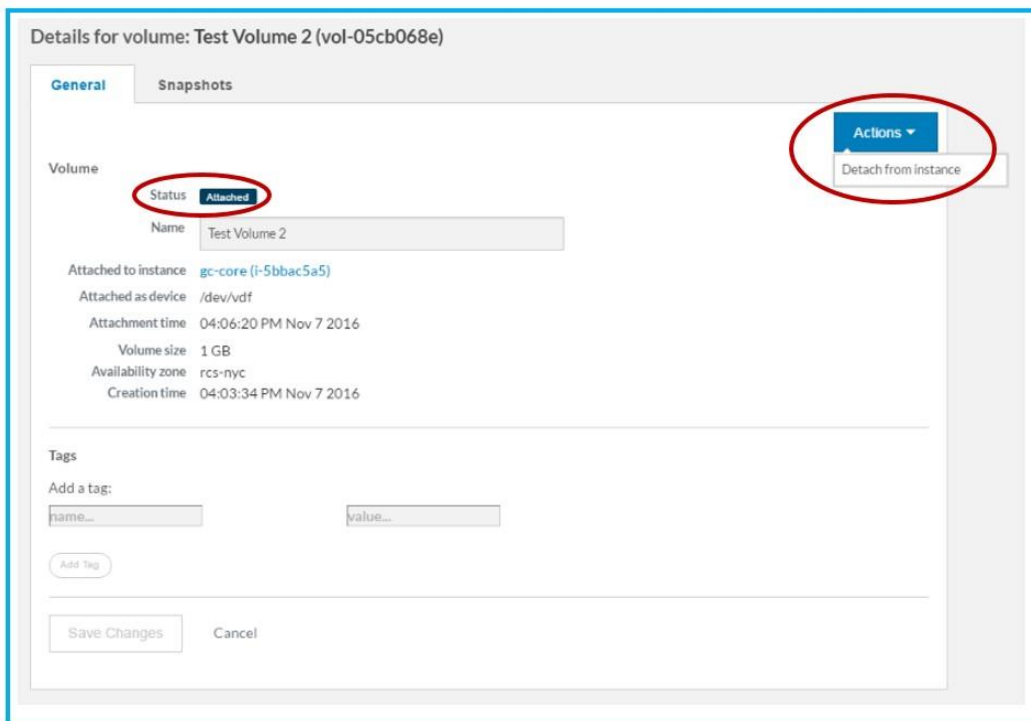 Details for volume: Test Volume 2 (vol-05cb068e)
General Snapshots
Actions
Detach from instance
Volume
Status Attached
Name Test Volume 2
Attached to instance gc-core (i-5bbac5a5)
Attached as device /dev/vdf
Attachment time 04:06:20 PM Nov 7 2016
Volume size 1 GB
Availability zone rcs-nyc
Creation time 04:03:34 PM Nov 7 2016
Tags
Add a tag:
name... value...
Add Tag
Save Changes Cancel